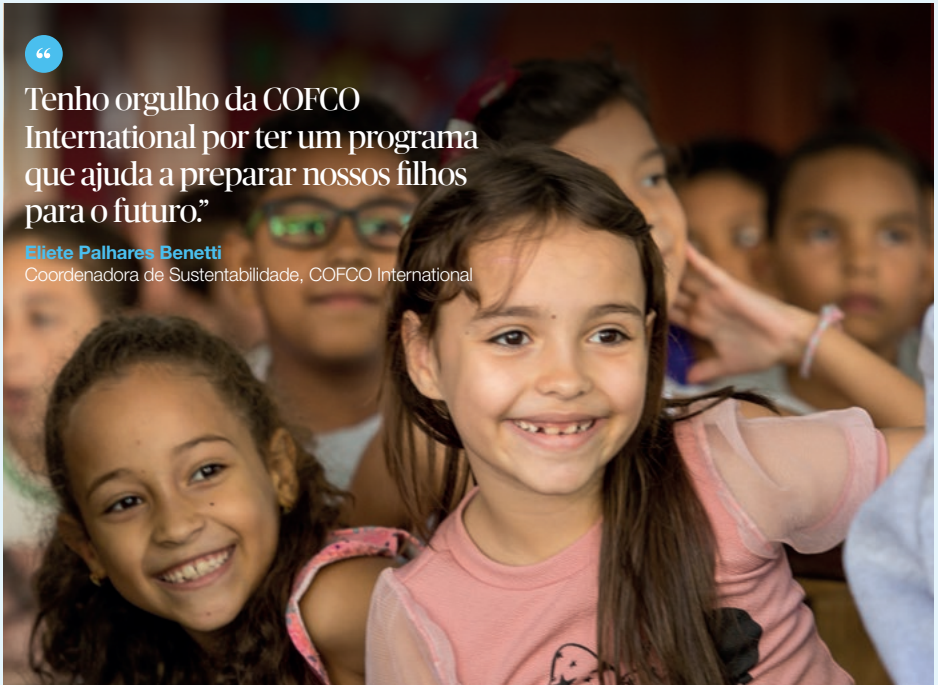 “
Tenho orgulho da COFCO
International por ter um programa
que ajuda a preparar nossos filhos
para o futuro.”
Eliete Palhares Benetti
Coordenadora de Sustentabilidade, COFCO International